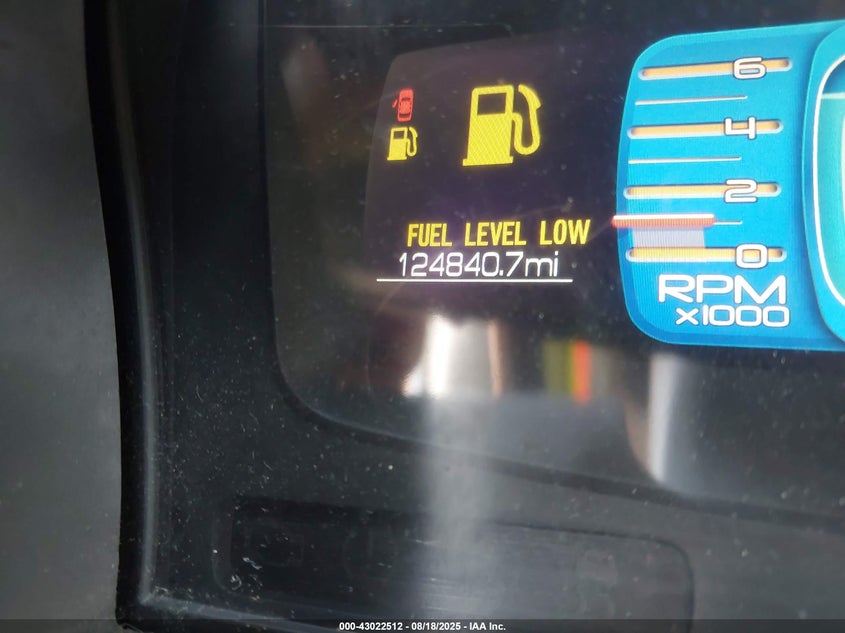 FUEL LEVEL LOW
124840.7mi
6
4
2
0
RPM
x1000
000-43022512 - 08/18/2025 - IAA Inc.